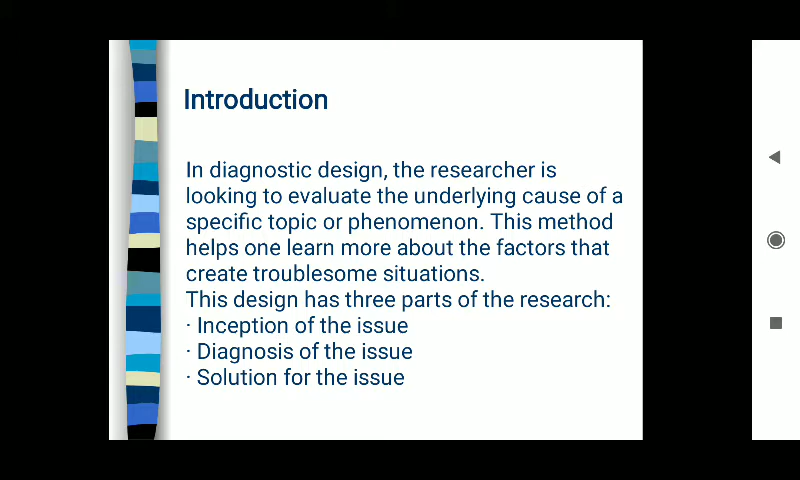 Introduction
In diagnostic design, the researcher is
looking to evaluate the underlying cause of a
specific topic or phenomenon. This method
helps one learn more about the factors that
create troublesome situations.
This design has three parts of the research:
· Inception of the issue
· Diagnosis of the issue
· Solution for the issue